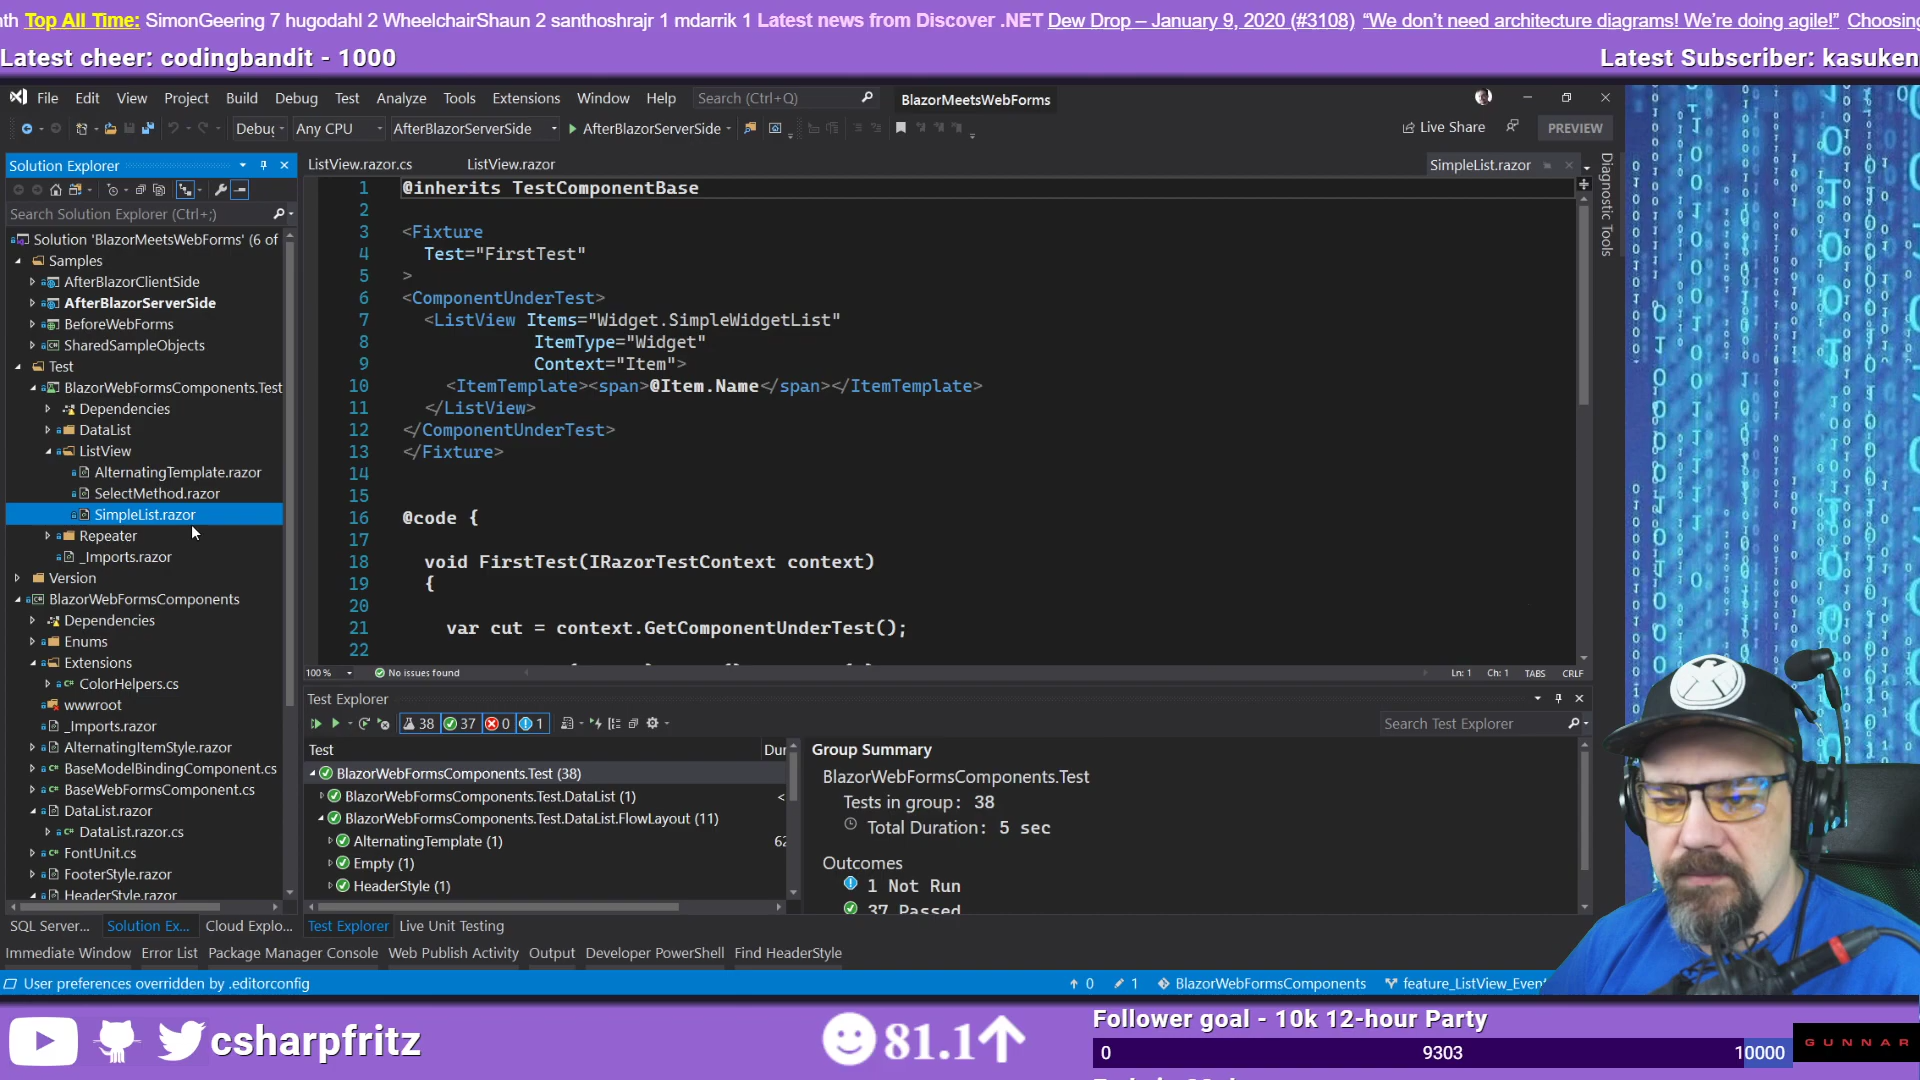 nth Top All Time: SimonGeering 7 hugodahl 2 WheelchairShaun 2 santhoshrajr 1 mdarrik 1 Latest news from Discover .NET Dew Drop – January 9, 2020 (#3108) “We don’t need architecture diagrams! We’re doing agile!” Choosing
Latest cheer: codingbandit - 1000
Latest Subscriber: kasuken
File Edit View Project Build Debug Test Analyze Tools Extensions Window Help Search (Ctrl+Q) BlazorMeetsWebForms
Debug Any CPU AfterBlazorServerSide AfterBlazorServerSide Live Share PREVIEW
Solution Explorer
ListView.razor.cs ListView.razor SimpleList.razor
Diagnostic Tools
Search Solution Explorer (Ctrl+;)
Solution 'BlazorMeetsWebForms' (6 of
Samples
AfterBlazorClientSide
AfterBlazorServerSide
BeforeWebForms
SharedSampleObjects
Test
BlazorWebFormsComponents.Test
Dependencies
DataList
ListView
AlternatingTemplate.razor
SelectMethod.razor
SimpleList.razor
Repeater
_Imports.razor
Version
BlazorWebFormsComponents
Dependencies
Enums
Extensions
ColorHelpers.cs
wwwroot
_Imports.razor
AlternatingItemStyle.razor
BaseModelBindingComponent.cs
BaseWebFormsComponent.cs
DataList.razor
DataList.razor.cs
FontUnit.cs
FooterStyle.razor
HeaderStyle.razor
1 @inherits TestComponentBase
2
3 <Fixture
4 Test="FirstTest"
5 >
6 <ComponentUnderTest>
7 <ListView Items="Widget.SimpleWidgetList"
8 ItemType="Widget"
9 Context="Item">
10 <ItemTemplate><span>@Item.Name</span></ItemTemplate>
11 </ListView>
12 </ComponentUnderTest>
13 </Fixture>
14
15
16 @code {
17
18 void FirstTest(IRazorTestContext context)
19 {
20
21 var cut = context.GetComponentUnderTest();
22
100% No issues found Ln: 1 Ch: 1 TABS CRLF
Test Explorer
38 37 0 1 Search Test Explorer
Test Dur
BlazorWebFormsComponents.Test (38)
BlazorWebFormsComponents.Test.DataList (1) <
BlazorWebFormsComponents.Test.DataList.FlowLayout (11)
AlternatingTemplate (1) 62
Empty (1)
HeaderStyle (1)
Group Summary
BlazorWebFormsComponents.Test
Tests in group: 38
Total Duration: 5 sec
Outcomes
1 Not Run
37 Passed
SQL Server... Solution Ex... Cloud Explo... Test Explorer Live Unit Testing
Immediate Window Error List Package Manager Console Web Publish Activity Output Developer PowerShell Find HeaderStyle
User preferences overridden by .editorconfig 0 1 BlazorWebFormsComponents feature_ListView_Event
csharpfritz
81.1
Follower goal - 10k 12-hour Party
0 9303 10000
GUNNAR